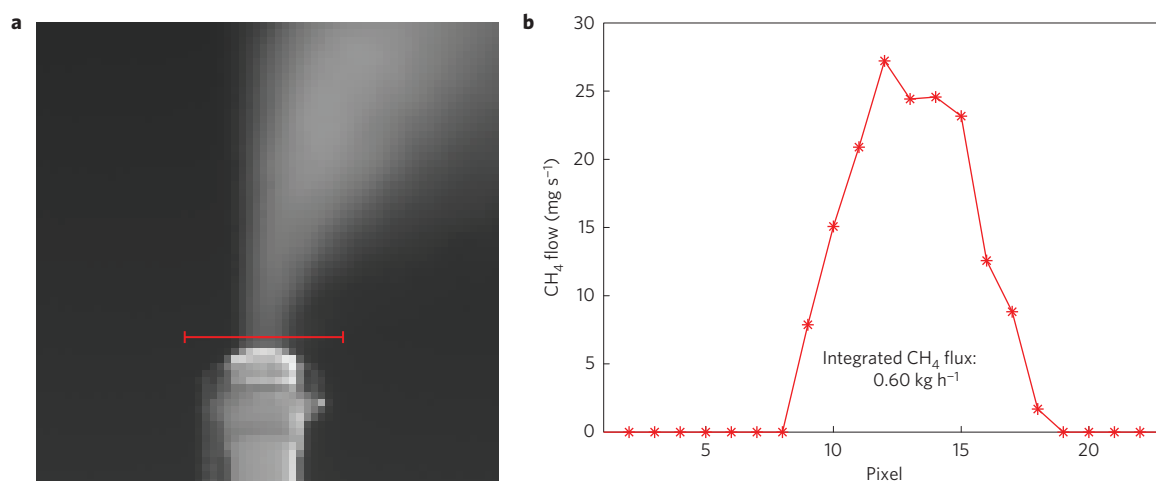 a
b
30
25
20
15
10
5
0
CH₄ flow (mg s⁻¹)
Integrated CH₄ flux:
0.60 kg h⁻¹
5
10
15
20
Pixel